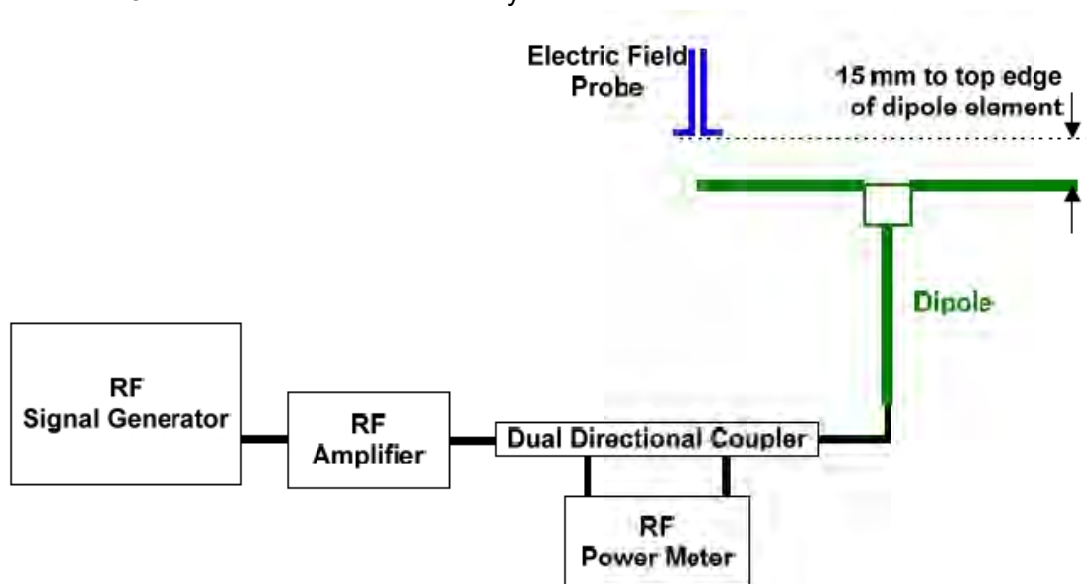 Electric Field
Probe
15 mm to top edge
of dipole element
Dipole
RF
Signal Generator
RF
Amplifier
Dual Directional Coupler
RF
Power Meter